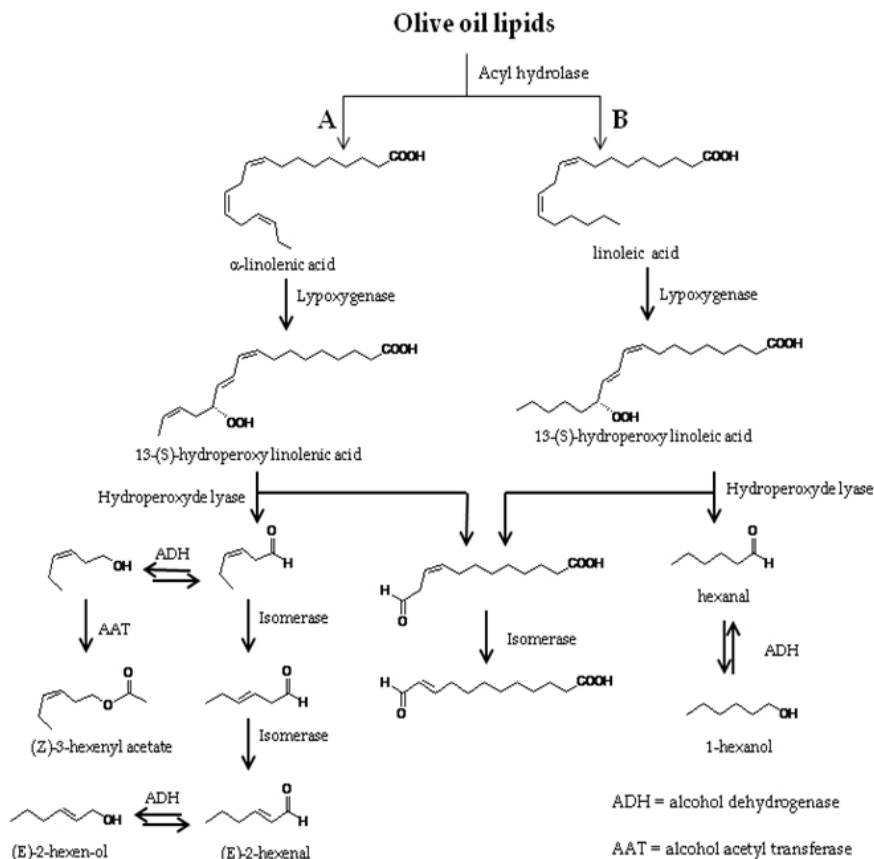 Olive oil lipids
Acyl hydrolase
A
B
COOH
COOH
α-linolenic acid
linoleic acid
Lypoxygenase
Lypoxygenase
COOH
COOH
OOH
OOH
13-(S)-hydroperoxy linolenic acid
13-(S)-hydroperoxy linoleic acid
Hydroperoxyde lyase
Hydroperoxyde lyase
OH
ADH
O
H
COOH
H
O
O
H
hexanal
AAT
Isomerase
Isomerase
ADH
O
O
O
H
H
O
COOH
OH
(Z)-3-hexenyl acetate
1-hexanol
Isomerase
OH
ADH
O
H
ADH = alcohol dehydrogenase
(E)-2-hexen-ol
(E)-2-hexenal
AAT = alcohol acetyl transferase